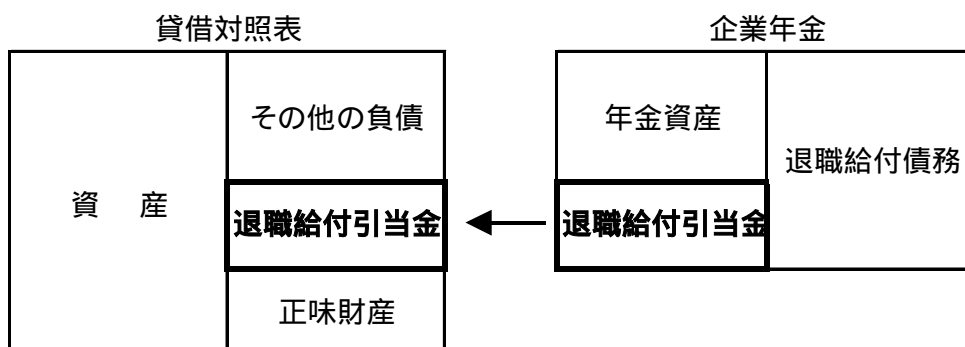 貸借対照表
企業年金
その他の負債
年金資産
退職給付債務
資 産
退職給付引当金
退職給付引当金
正味財産